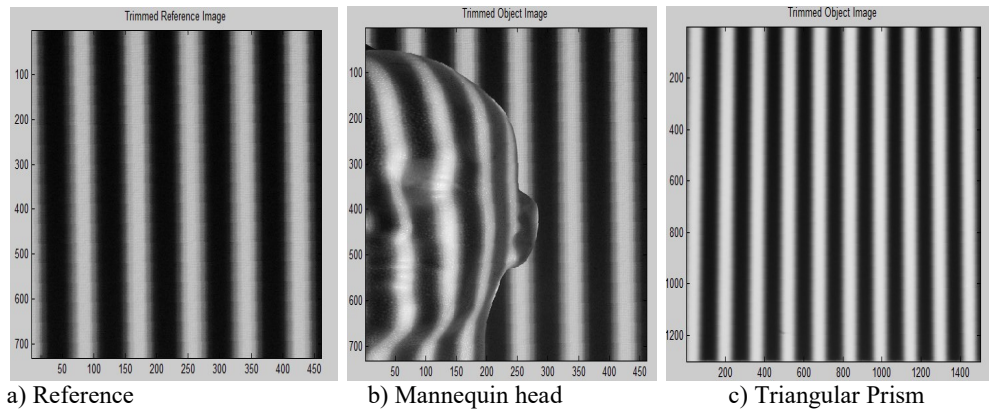 Trimmed Reference Image
100
200
300
400
500
600
700
50 100 150 200 250 300 350 400 450
a) Reference
Trimmed Object Image
100
200
300
400
500
600
700
50 100 150 200 250 300 350 400 450
b) Mannequin head
Trimmed Object Image
200
400
600
800
1000
1200
200 400 600 800 1000 1200 1400
c) Triangular Prism